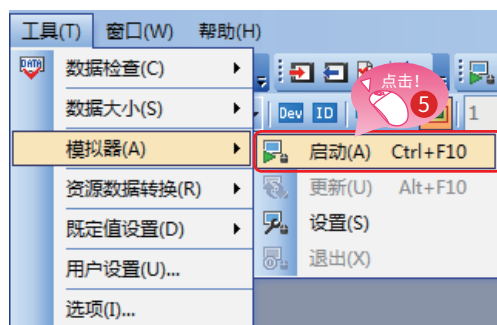 工具(T) 窗口(W) 帮助(H)
DATA 数据检查(C)
点击!
5
数据大小(S)
Dev ID 1
模拟器(A)
启动(A) Ctrl+F10
资源数据转换(R)
更新(U) Alt+F10
既定值设置(D)
设置(S)
用户设置(U)...
退出(X)
选项(I)...